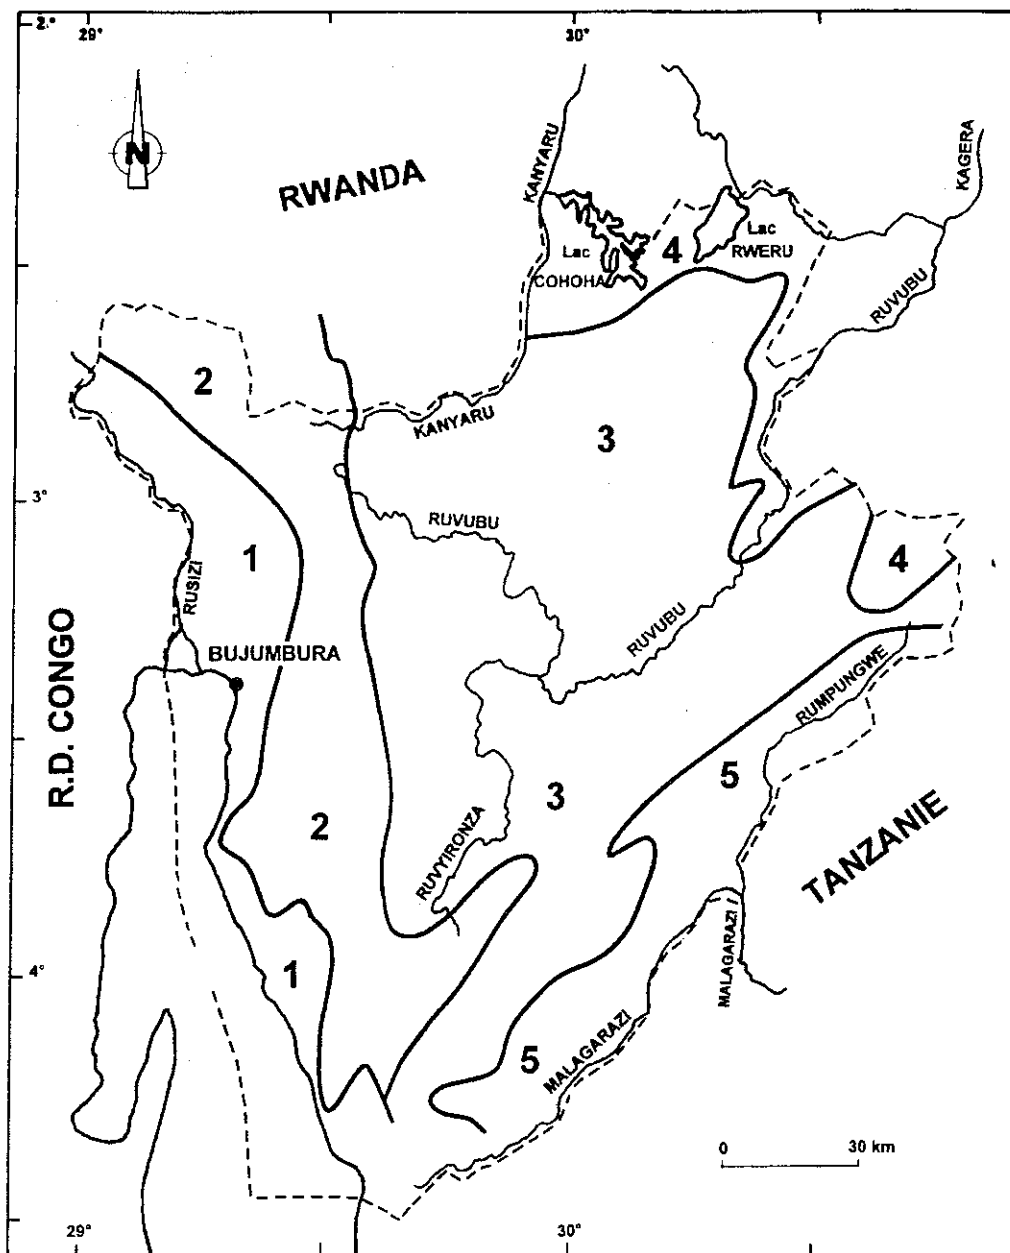 2.°
29°
30°
N
RWANDA
KANYARU
KAGERA
4
Lac
RWERU
Lac
COHOHA
RUVUBU
2
KANYARU
3
3°
RUVUBU
1
4
RUSIZI
RUVUBU
R.D. CONGO
BUJUMBURA
RUMPUNGWE
5
3
2
RUVYIRONZA
TANZANIE
MALAGARAZI
4°
1
5
MALAGARAZI
0 30 km
29°
30°